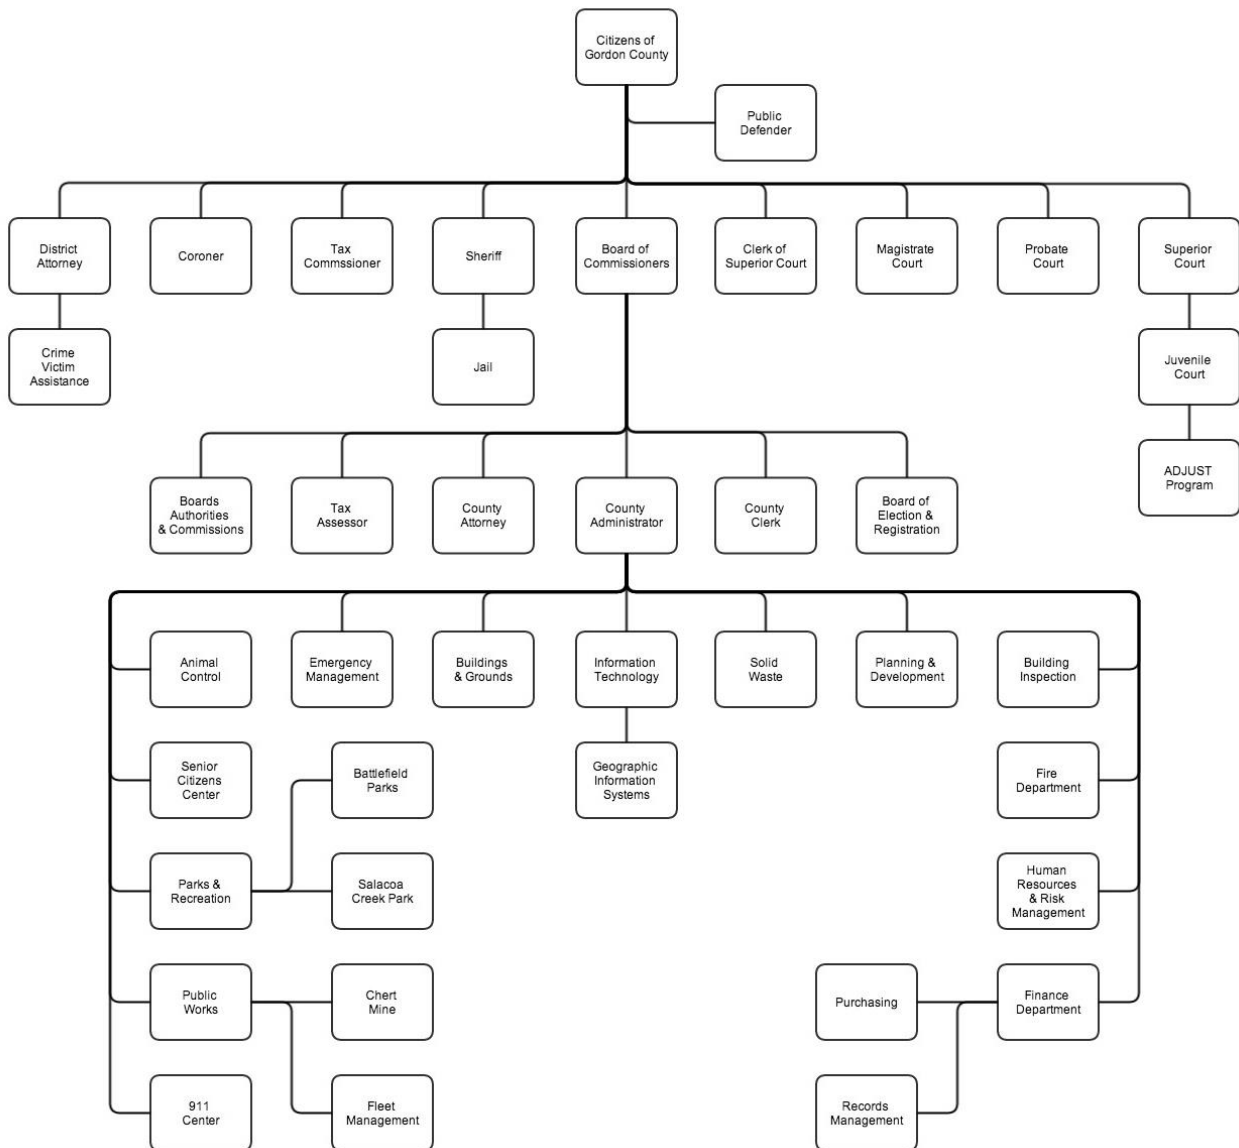 Citizens of
Gordon County
Public
Defender
District
Attorney
Coroner
Tax
Commssioner
Sheriff
Board of
Commissioners
Clerk of
Superior Court
Magistrate
Court
Probate
Court
Superior
Court
Crime
Victim
Assistance
Jail
Juvenile
Court
Boards
Authorities
& Commissions
Tax
Assessor
County
Attorney
County
Administrator
County
Clerk
Board of
Election &
Registration
ADJUST
Program
Animal
Control
Emergency
Management
Buildings
& Grounds
Information
Technology
Solid
Waste
Planning &
Development
Building
Inspection
Senior
Citizens
Center
Battlefield
Parks
Geographic
Information
Systems
Fire
Department
Parks &
Recreation
Salacoa
Creek Park
Human
Resources
& Risk
Management
Public
Works
Chert
Mine
Purchasing
Finance
Department
911
Center
Fleet
Management
Records
Management